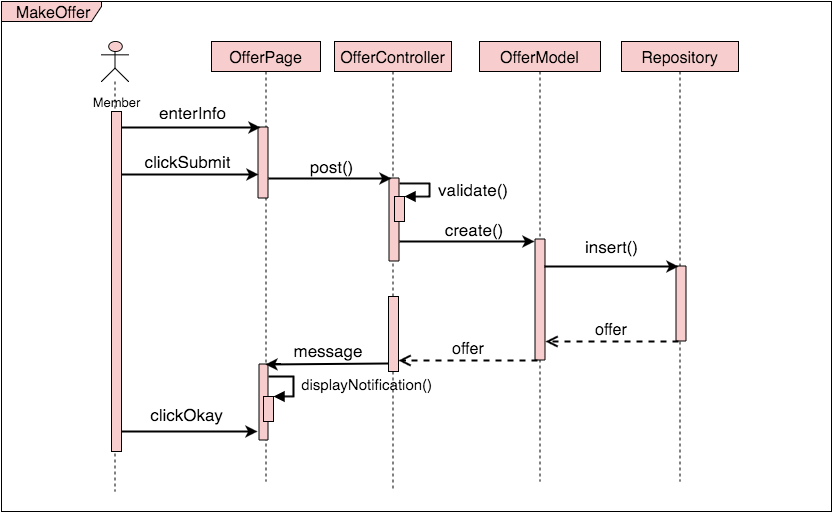 MakeOffer
OfferPage
OfferController
OfferModel
Repository
Member
enterInfo
clickSubmit
post()
validate()
create()
insert()
offer
offer
message
displayNotification()
clickOkay